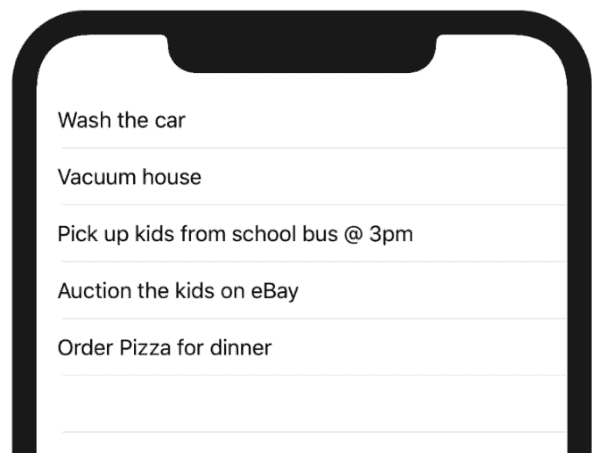 Wash the car
Vacuum house
Pick up kids from school bus @ 3pm
Auction the kids on eBay
Order Pizza for dinner